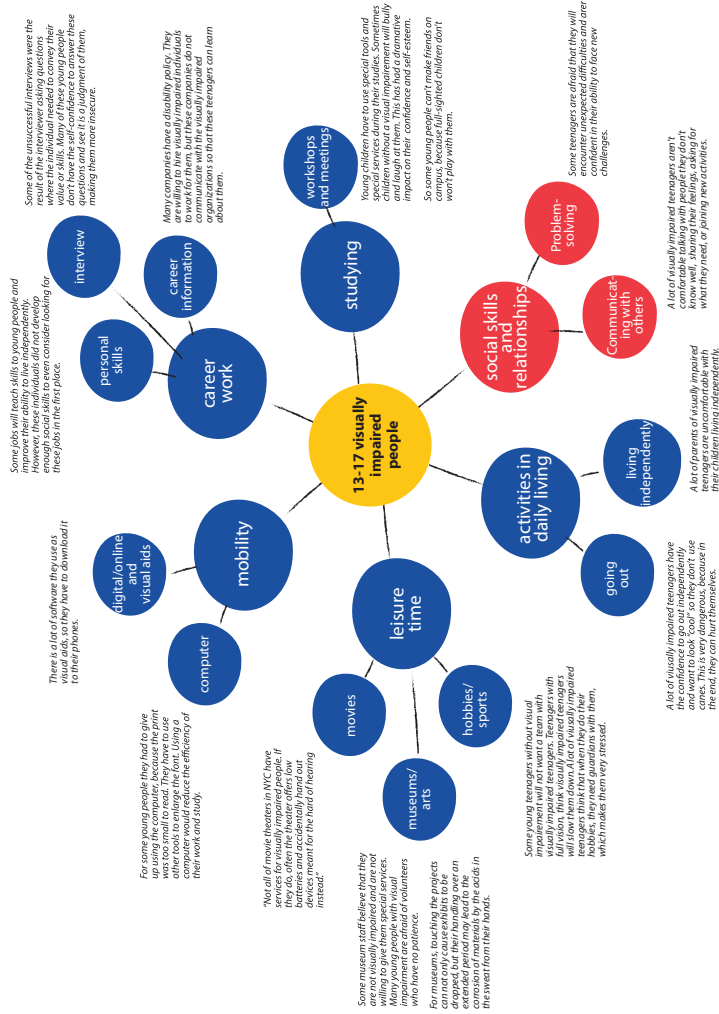 13-17 visually
impaired
people
career
work
personal
skills
Some jobs will teach skills to young people and
improve their ability to live independently.
However, these individuals did not develop
enough social skills to even consider looking for
these jobs in the first place.
interview
Some of the unsuccessful interviews were the
result of the interviewer asking questions
where the individual needed to convey their
value or skills. Many of these young people
don't have the self-confidence to answer these
questions and see it is a judgment of them,
making them more insecure.
career
information
Many companies have a disability policy. They
are willing to hire visually impaired individuals
to work for them, but these companies do not
communicate with the visually impaired
organizations so that these teenagers can learn
about them.
studying
workshops
and meetings
Young children have to use special tools and
special services during their studies. Sometimes
children without a visual impairment will bully
and laugh at them. This has had a dramative
impact on their confidence and self-esteem.
So some young people can't make friends on
campus, because full-sighted children don't
won't play with them.
social skills
and
relationships
Problem-
solving
Some teenagers are afraid that they will
encounter unexpected difficulties and arer
confident in their ability to face new
challenges.
Communicat-
ing with
others
A lot of visually impaired teenagers aren't
comfortable talking with people they don't
know well, sharing their feelings, asking for
what they need, or joining new activities.
activities in
daily living
living
independently
A lot of parents of visually impaired
teenagers are uncomfortable with
their children living independently.
going
out
A lot of viusally impaired teenagers have
the confidence to go out independently
and want to look "cool" so they don't use
canes. This is very dangerous, because in
the end, they can hurt themselves.
leisure
time
hobbies/
sports
Some young teenagers without visual
impairment will not want a team with
visually impaired teenagers. Teenagers with
full vision, think visaully impaired teenagers
will slow them down. A lot of viusally impaired
teenagers think that when they do their
hobbies, they need guardians with them,
which makes them very stressed.
museums/
arts
Some museum staff believe that they
are not visually impaired and are not
willing to give them special services.
Many young people with visual
impairment are afraid of volunteers
who have no patience.
For museums, touching the projects
can not only cause exhibits to be
dropped, but their handling over an
extended period may lead to the
corrosion of materials by the acids in
the sweat from their hands.
movies
"Not all of movie theaters in NYC have
services for visually impaired people. If
they do, often the theater offers low
batteries and accidentally hand out
devices meant for the hard of hearing
instead."
mobility
computer
For some young people they had to give
up using the computer, because the print
was too small to read. They have to use
other tools to enlarge the font. Using a
computer would reduce the efficiency of
their work and study.
digital/online
and
visual aids
There is a lot of software they use as
visual aids, so they have to download it
to their phones.